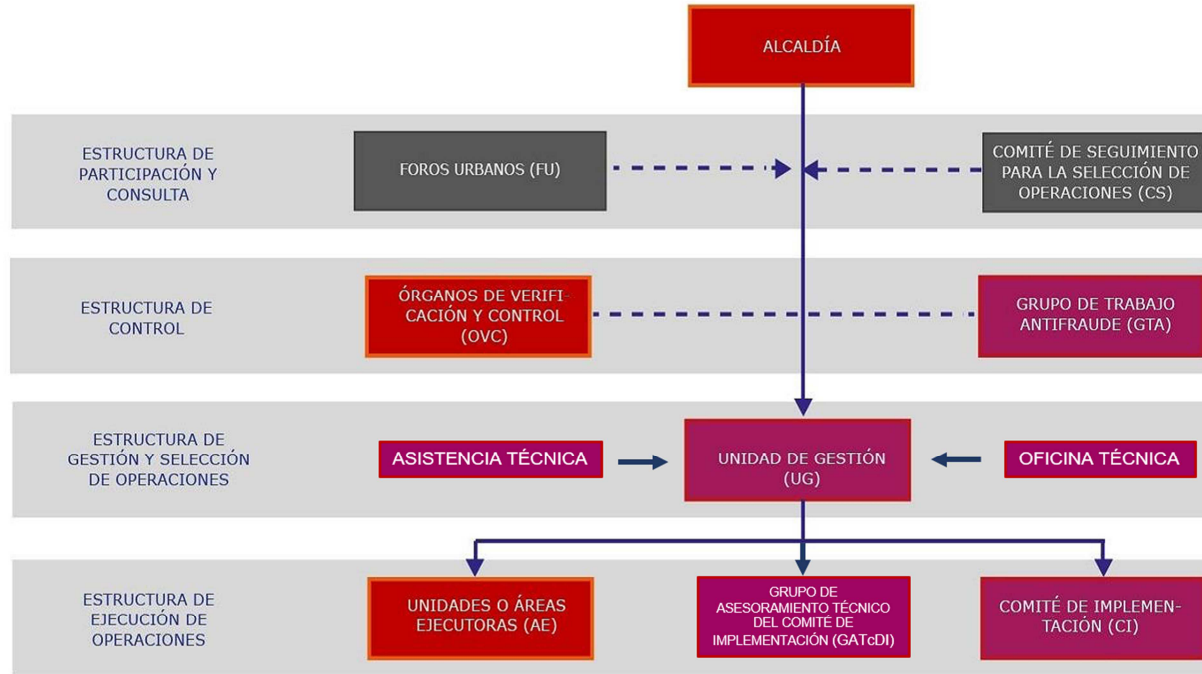 ALCALDÍA
ESTRUCTURA DE
PARTICIPACIÓN Y
CONSULTA
FOROS URBANOS (FU)
COMITÉ DE SEGUIMIENTO
PARA LA SELECCIÓN DE
OPERACIONES (CS)
ESTRUCTURA DE
CONTROL
ÓRGANOS DE VERIFI-
CACIÓN Y CONTROL
(OVC)
GRUPO DE TRABAJO
ANTIFRAUDE (GTA)
ESTRUCTURA DE
GESTIÓN Y SELECCIÓN
DE OPERACIONES
ASISTENCIA TÉCNICA
UNIDAD DE GESTIÓN
(UG)
OFICINA TÉCNICA
ESTRUCTURA DE
EJECUCIÓN DE
OPERACIONES
UNIDADES O ÁREAS
EJECUTORAS (AE)
GRUPO DE
ASESORAMIENTO TÉCNICO
DEL COMITÉ DE
IMPLEMENTACIÓN (GATcDI)
COMITÉ DE IMPLEMEN-
TACIÓN (CI)